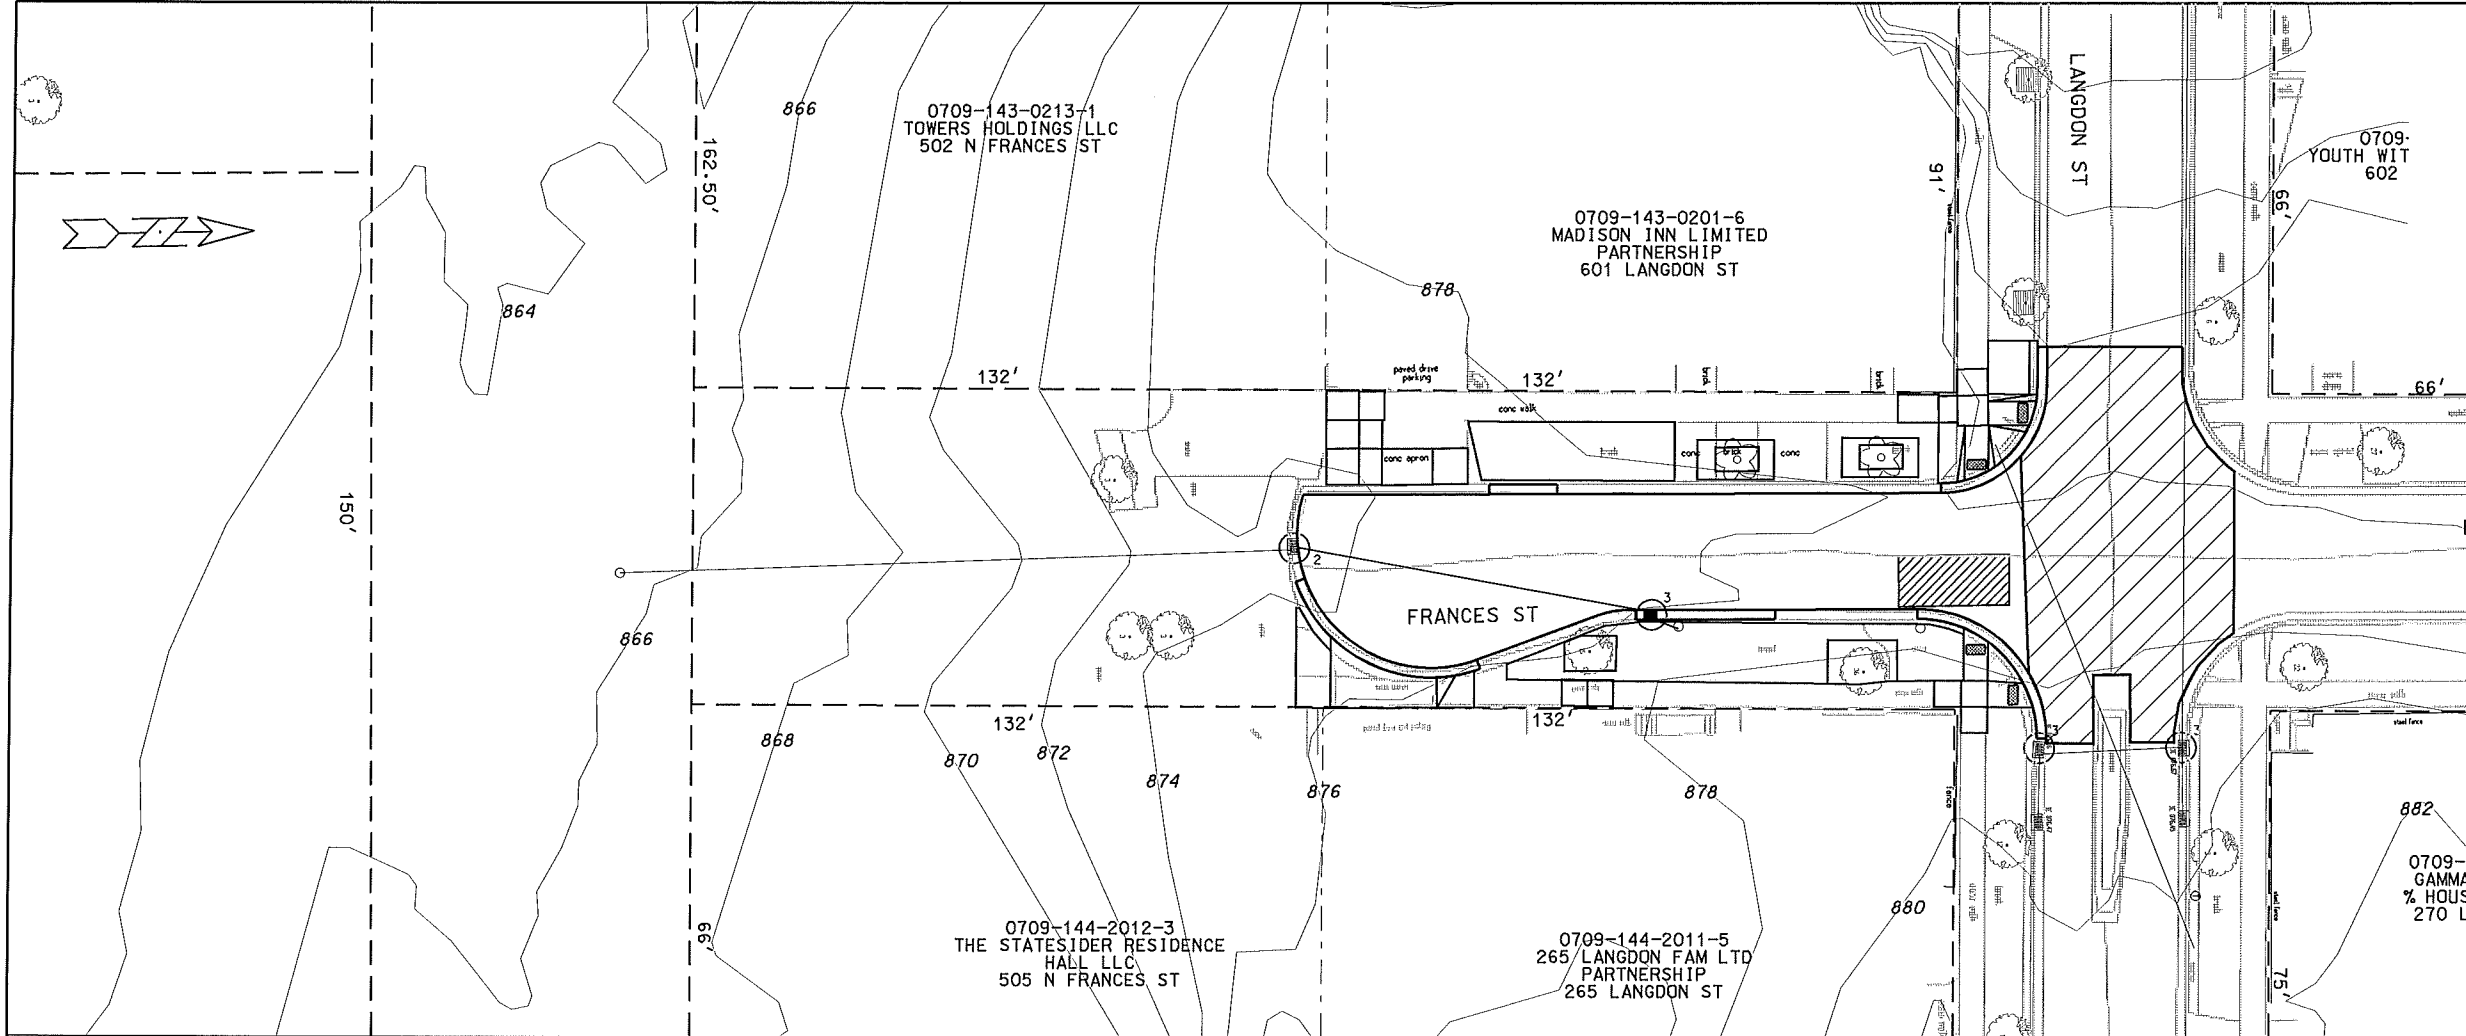 LANGDON ST
866
0709-143-0213-1
TOWERS HOLDINGS LLC
502 N FRANCES ST
162.50'
91'
66'
0709-
YOUTH WIT
602
0709-143-0201-6
MADISON INN LIMITED
PARTNERSHIP
601 LANGDON ST
864
878
132'
paved drive
parking
132'
brick
brick
66'
conc walk
conc apron
conc
brick
conc
150'
2
3
FRANCES ST
866
868
132'
870
872
874
132'
876
878
steel fence
fence
880
882
66'
0709-144-2012-3
THE STATESIDER RESIDENCE
HALL LLC
505 N FRANCES ST
0709-144-2011-5
265 LANGDON FAM LTD
PARTNERSHIP
265 LANGDON ST
0709-
GAMMA
% HOUS
270 L
steel fence
75'